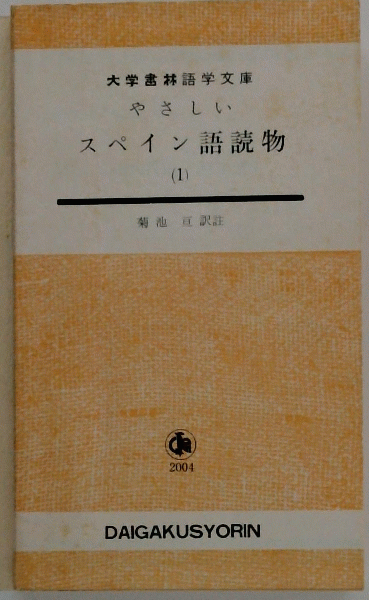 大学書林語学文庫
やさしい
スペイン語読物
(1)
菊池 亘訳註
2004
DAIGAKUSYORIN